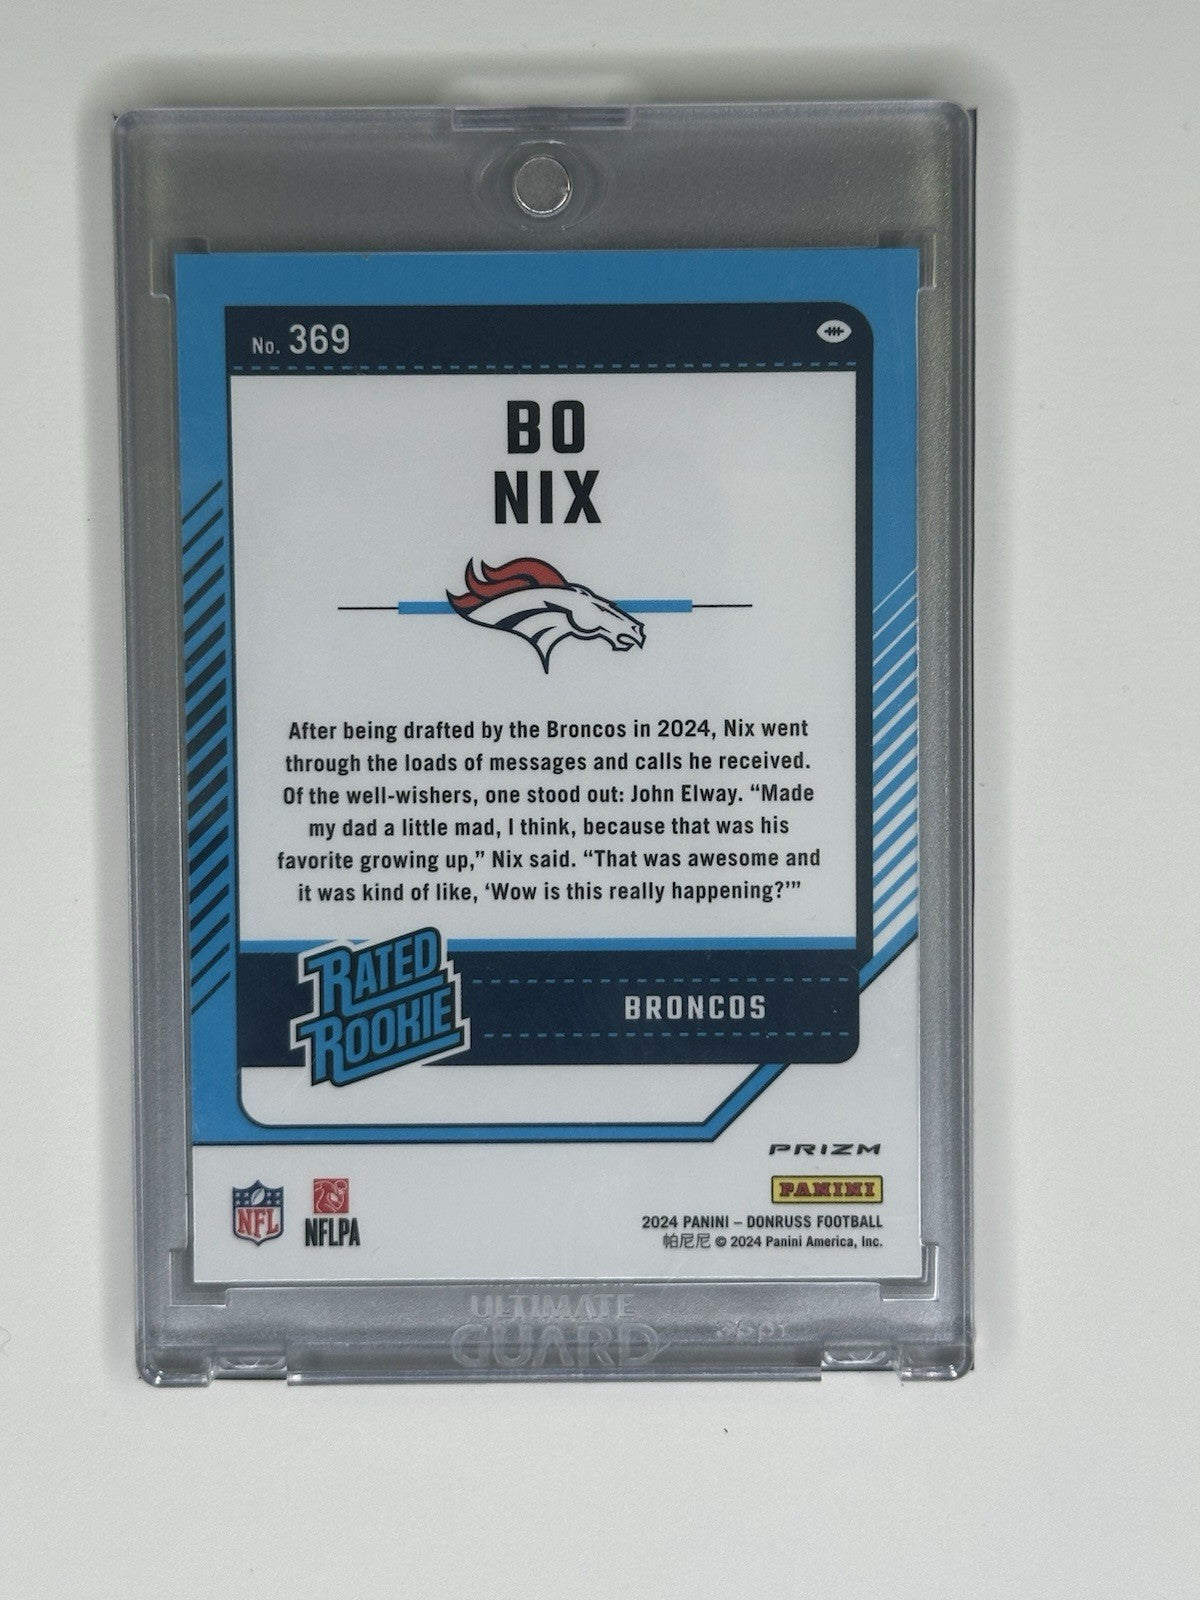 No. 369
BO
NIX
After being drafted by the Broncos in 2024, Nix went
through the loads of messages and calls he received.
Of the well-wishers, one stood out: John Elway. “Made
my dad a little mad, I think, because that was his
favorite growing up,” Nix said. “That was awesome and
it was kind of like, ‘Wow is this really happening?’”
RATED
ROOKIE
BRONCOS
PRIZM
PANINI
NFL
NFLPA
2024 PANINI – DONRUSS FOOTBALL
帕尼尼 © 2024 Panini America, Inc.
ULTIMATE
GUARD